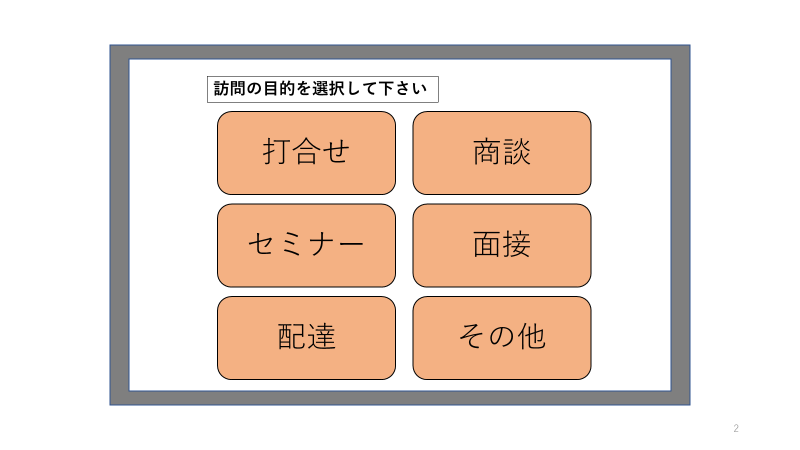 訪問の目的を選択して下さい
打合せ
商談
セミナー
面接
配達
その他
2